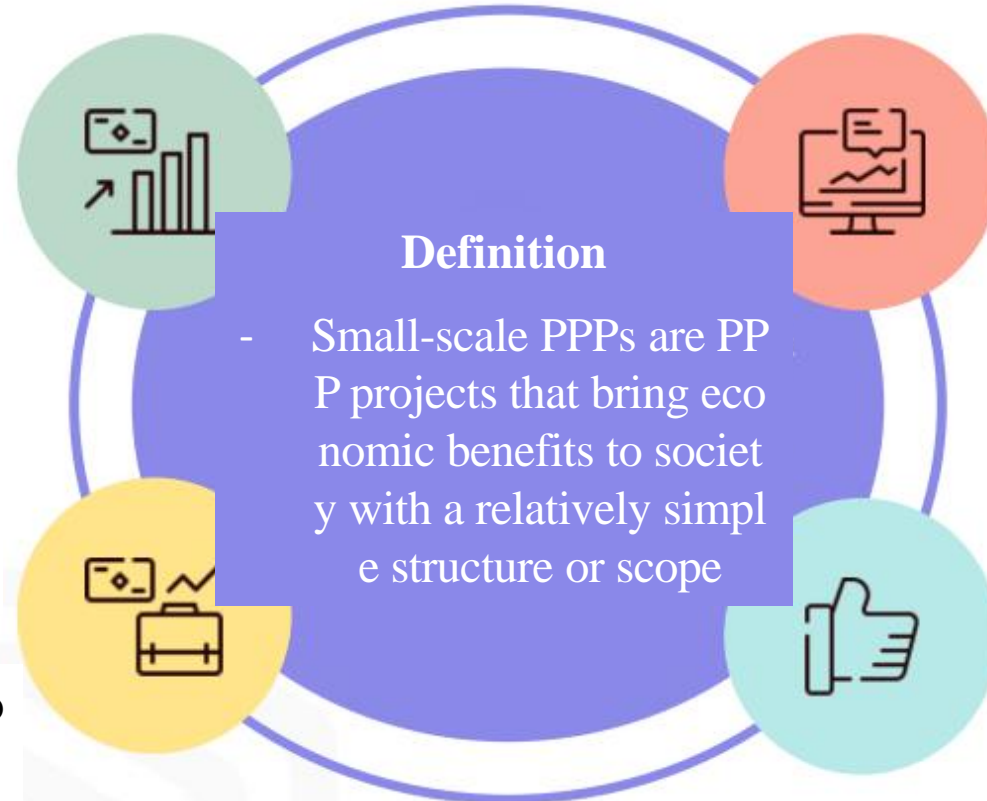 Definition
- Small-scale PPPs are PP
P projects that bring eco
nomic benefits to societ
y with a relatively simpl
e structure or scope